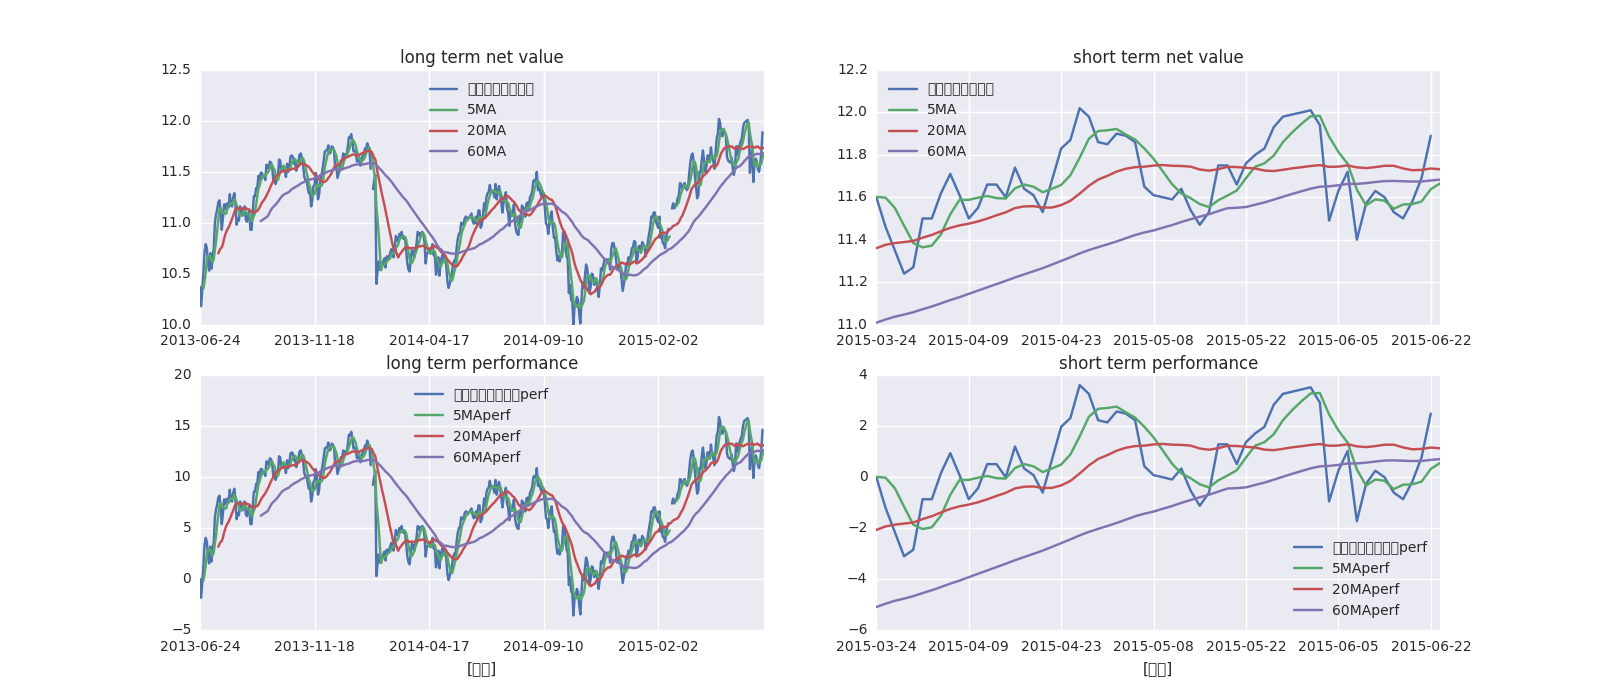 long term net value
12.5
12.0
11.5
11.0
10.5
10.0
5MA
20MA
60MA
2013-06-24 2013-11-18 2014-04-17 2014-09-10 2015-02-02
short term net value
12.2
12.0
11.8
11.6
11.4
11.2
11.0
5MA
20MA
60MA
2015-03-24 2015-04-09 2015-04-23 2015-05-08 2015-05-22 2015-06-05 2015-06-22
long term performance
20
15
10
5
0
−5
perf
5MAperf
20MAperf
60MAperf
2013-06-24 2013-11-18 2014-04-17 2014-09-10 2015-02-02
short term performance
4
2
0
−2
−4
−6
perf
5MAperf
20MAperf
60MAperf
2015-03-24 2015-04-09 2015-04-23 2015-05-08 2015-05-22 2015-06-05 2015-06-22